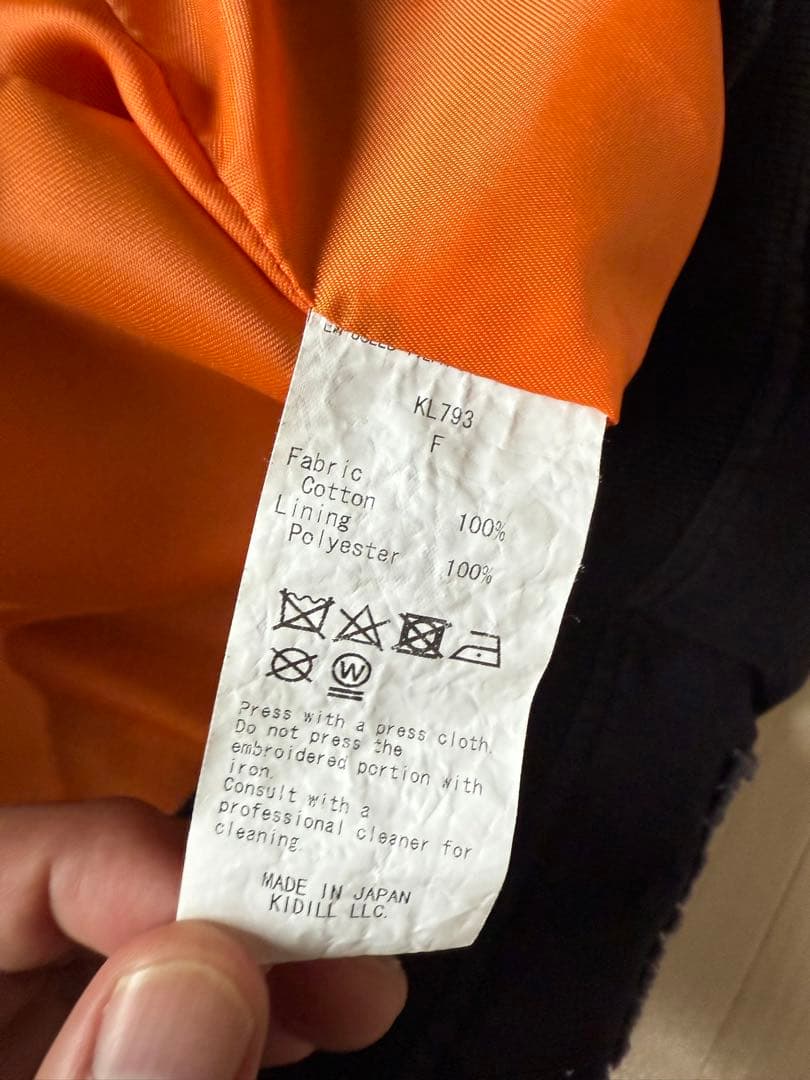 KL793
F
Fabric
Cotton 100%
Lining
Polyester 100%
W
Press with a press cloth.
Do not press the
embroidered portion with
iron.
Consult with a
professional cleaner for
cleaning.
MADE IN JAPAN
KIDILL LLC.